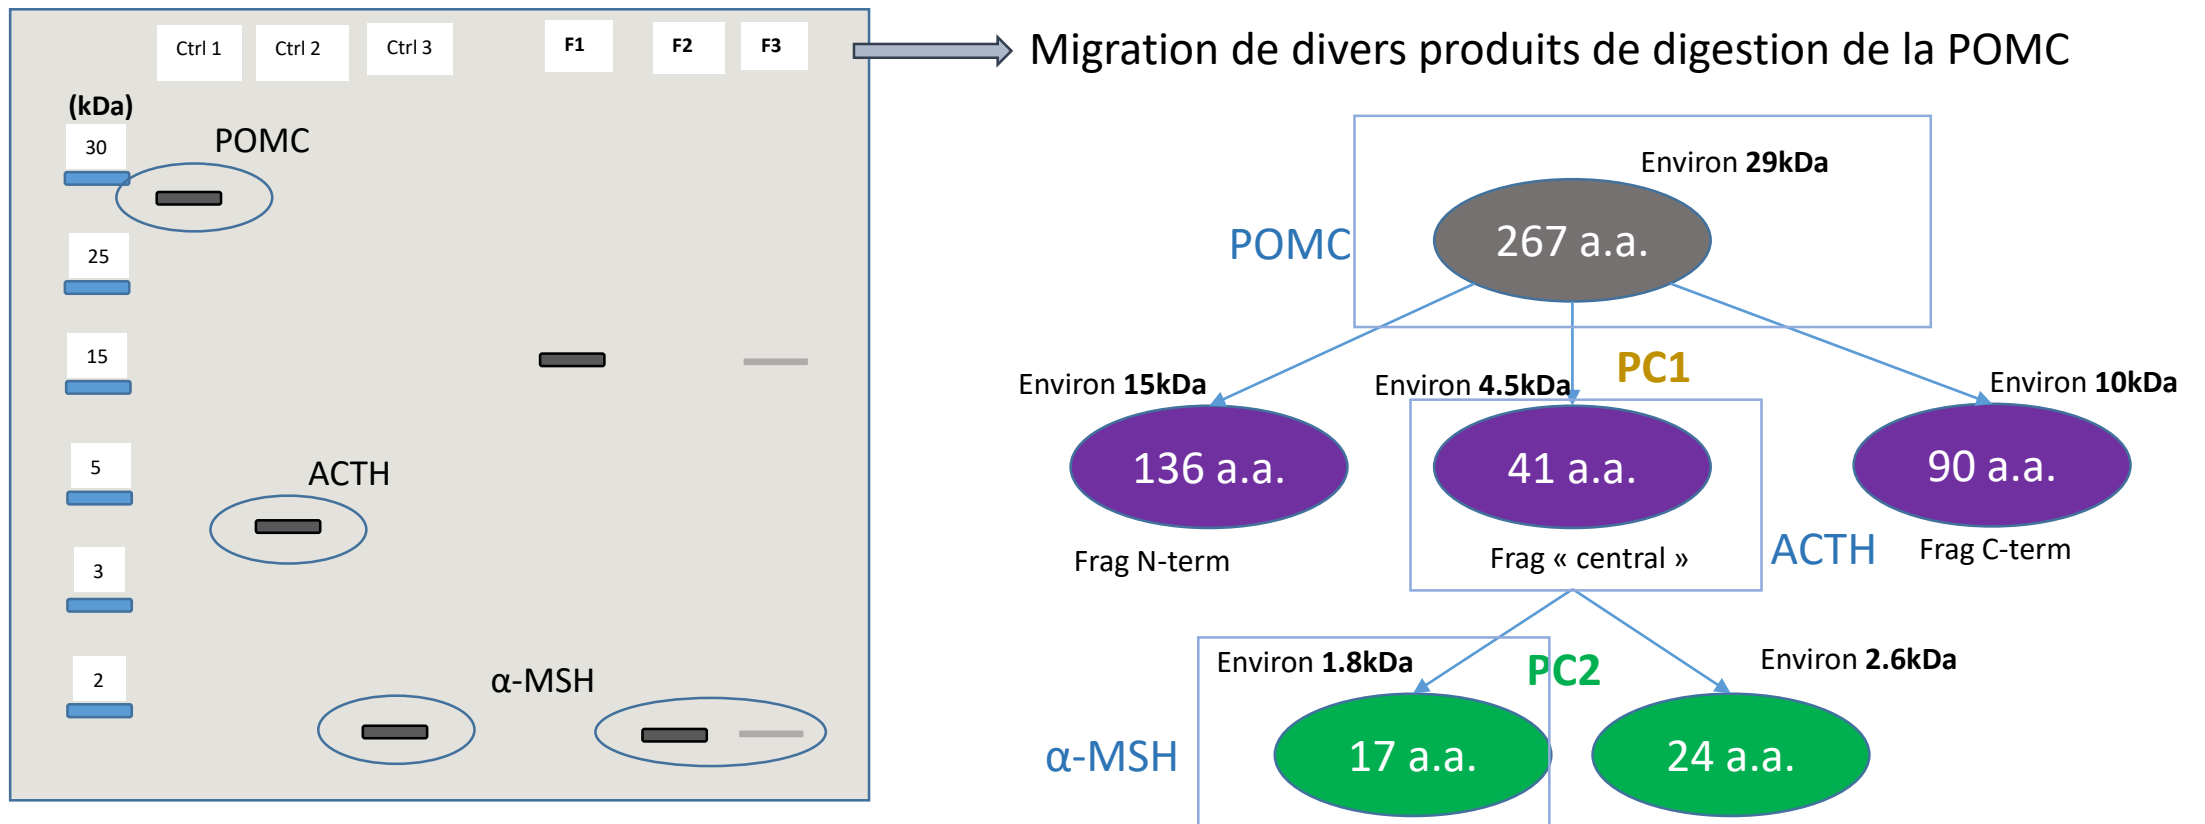 Ctrl 1
Ctrl 2
Ctrl 3
F1
F2
F3
(kDa)
30
25
15
5
3
2
POMC
ACTH
α-MSH
Migration de divers produits de digestion de la POMC
Environ 29kDa
POMC
267 a.a.
PC1
Environ 15kDa
Environ 4.5kDa
Environ 10kDa
136 a.a.
41 a.a.
90 a.a.
Frag N-term
Frag « central »
ACTH
Frag C-term
Environ 1.8kDa
PC2
Environ 2.6kDa
α-MSH
17 a.a.
24 a.a.